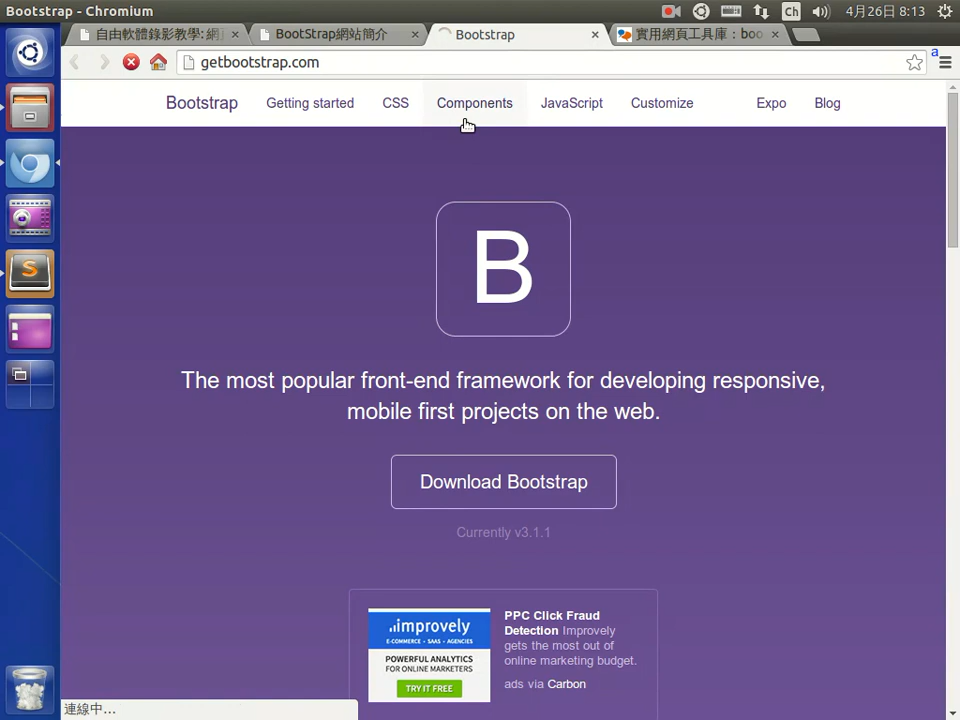 Bootstrap - Chromium
Ch
4月26日 8:13
自由軟體錄影教學: 網
BootStrap網站簡介
Bootstrap
實用網頁工具庫：boo
getbootstrap.com
a
Bootstrap
Getting started
CSS
Components
JavaScript
Customize
Expo
Blog
B
The most popular front-end framework for developing responsive,
mobile first projects on the web.
Download Bootstrap
Currently v3.1.1
improvely
E-COMMERCE • SAAS • AGENCIES
POWERFUL ANALYTICS
FOR ONLINE MARKETERS
TRY IT FREE
PPC Click Fraud
Detection Improvely
gets the most out of
online marketing budget.
ads via Carbon
S
連線中…